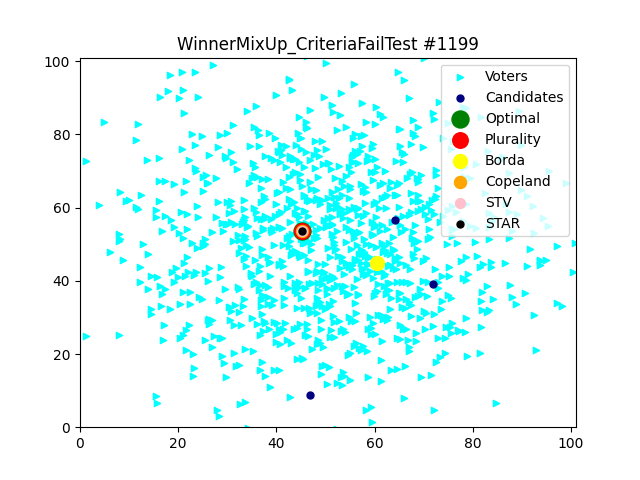 WinnerMixUp_CriteriaFailTest #1199
100
80
60
40
20
0
0
20
40
60
80
100
Voters
Candidates
Optimal
Plurality
Borda
Copeland
STV
STAR